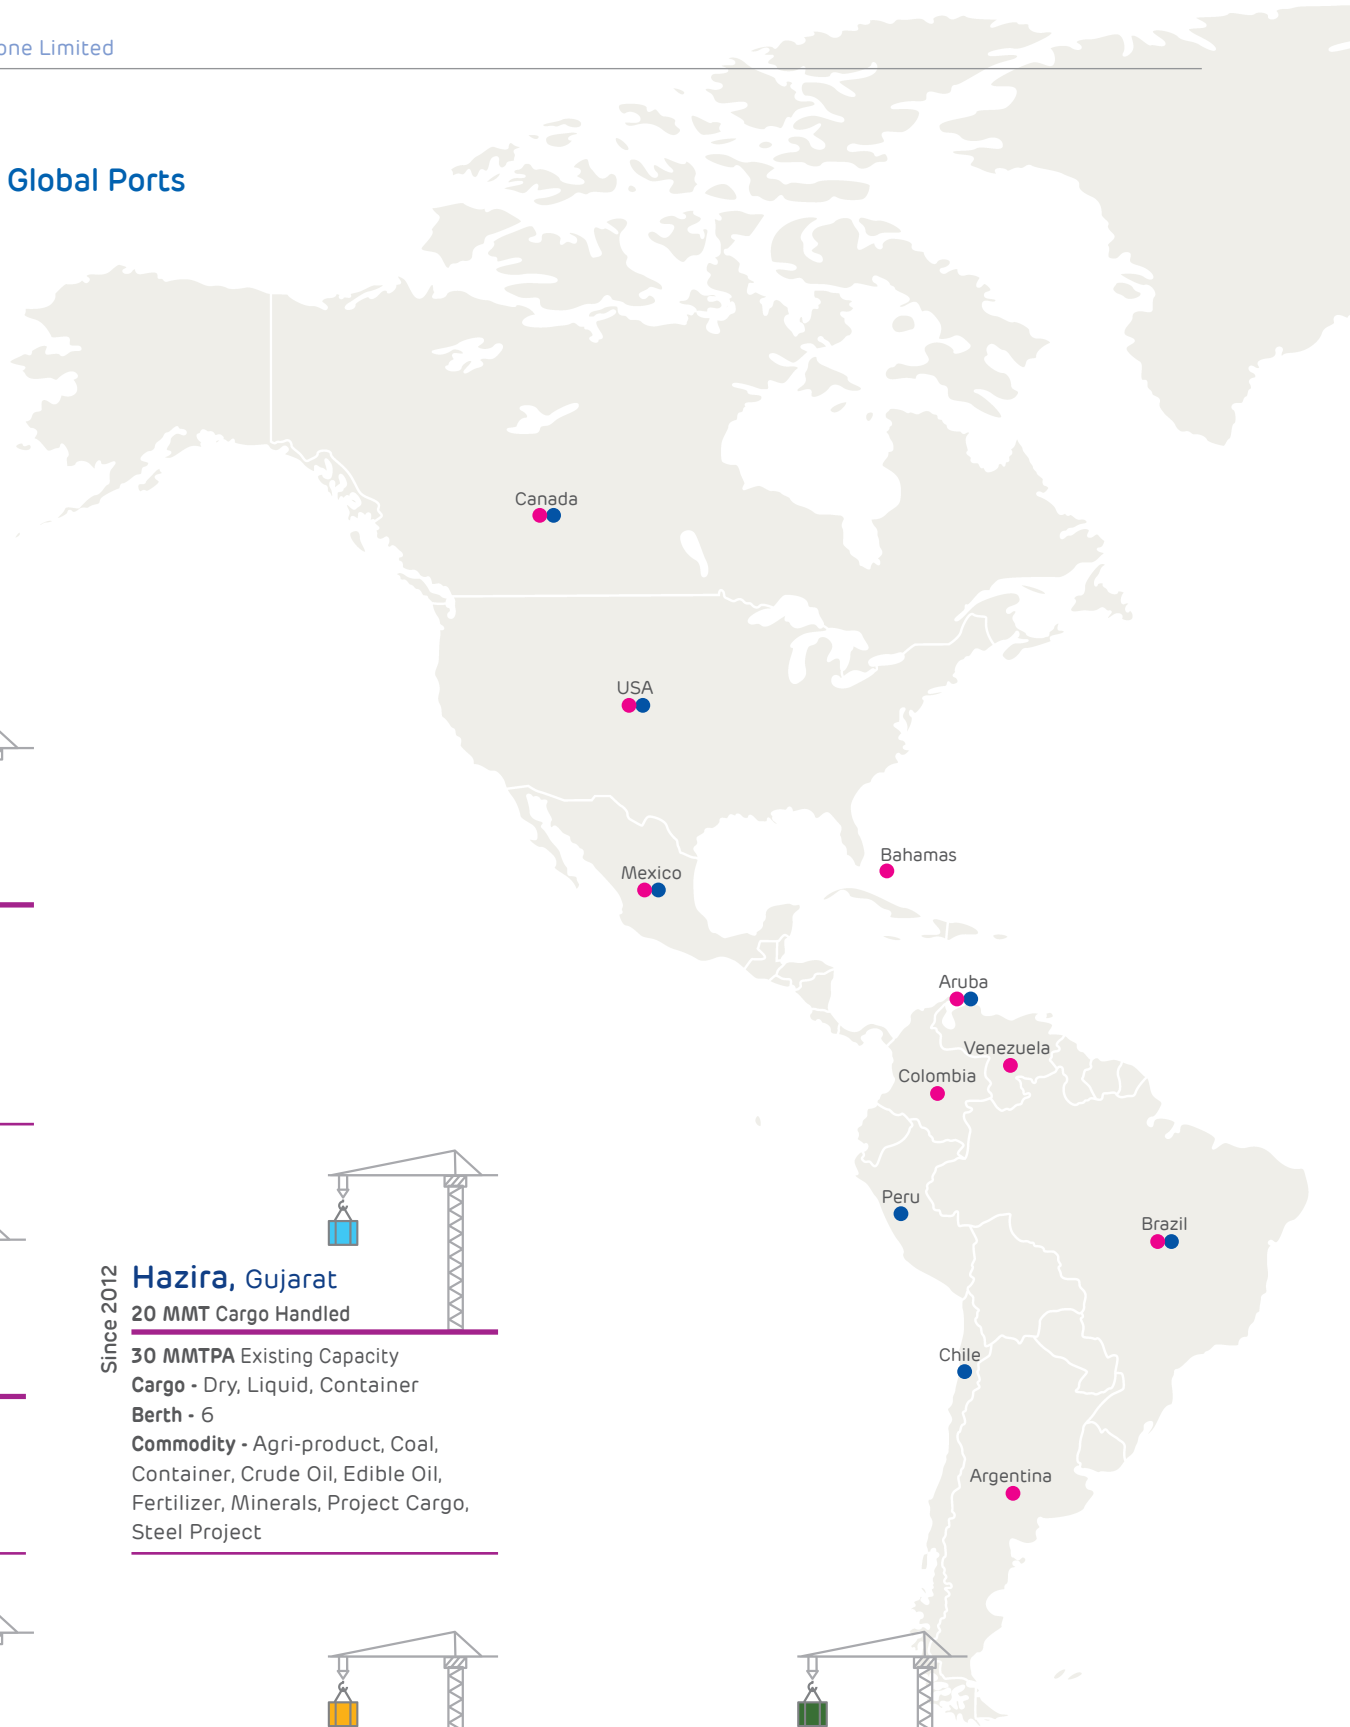 one Limited
Global Ports
Canada
USA
Bahamas
Mexico
Aruba
Venezuela
Colombia
Peru
Brazil
Chile
Argentina
Since 2012
Hazira, Gujarat
20 MMT Cargo Handled
30 MMTPA Existing Capacity
Cargo - Dry, Liquid, Container
Berth - 6
Commodity - Agri-product, Coal,
Container, Crude Oil, Edible Oil,
Fertilizer, Minerals, Project Cargo,
Steel Project